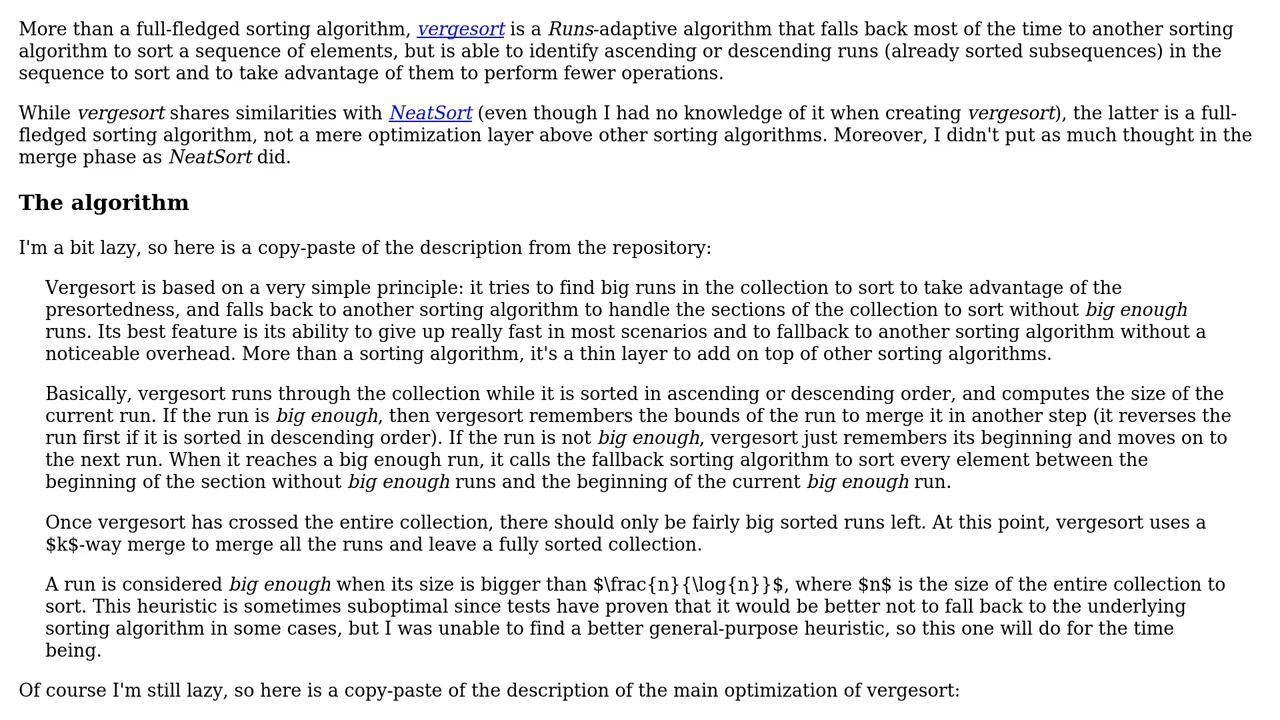 More than a full-fledged sorting algorithm, vergesort is a Runs-adaptive algorithm that falls back most of the time to another sorting
algorithm to sort a sequence of elements, but is able to identify ascending or descending runs (already sorted subsequences) in the
sequence to sort and to take advantage of them to perform fewer operations.
While vergesort shares similarities with NeatSort (even though I had no knowledge of it when creating vergesort), the latter is a full-
fledged sorting algorithm, not a mere optimization layer above other sorting algorithms. Moreover, I didn't put as much thought in the
merge phase as NeatSort did.
The algorithm
I'm a bit lazy, so here is a copy-paste of the description from the repository:
Vergesort is based on a very simple principle: it tries to find big runs in the collection to sort to take advantage of the
presortedness, and falls back to another sorting algorithm to handle the sections of the collection to sort without big enough
runs. Its best feature is its ability to give up really fast in most scenarios and to fallback to another sorting algorithm without a
noticeable overhead. More than a sorting algorithm, it's a thin layer to add on top of other sorting algorithms.
Basically, vergesort runs through the collection while it is sorted in ascending or descending order, and computes the size of the
current run. If the run is big enough, then vergesort remembers the bounds of the run to merge it in another step (it reverses the
run first if it is sorted in descending order). If the run is not big enough, vergesort just remembers its beginning and moves on to
the next run. When it reaches a big enough run, it calls the fallback sorting algorithm to sort every element between the
beginning of the section without big enough runs and the beginning of the current big enough run.
Once vergesort has crossed the entire collection, there should only be fairly big sorted runs left. At this point, vergesort uses a
$k$-way merge to merge all the runs and leave a fully sorted collection.
A run is considered big enough when its size is bigger than $\frac{n}{\log{n}}$, where $n$ is the size of the entire collection to
sort. This heuristic is sometimes suboptimal since tests have proven that it would be better not to fall back to the underlying
sorting algorithm in some cases, but I was unable to find a better general-purpose heuristic, so this one will do for the time
being.
Of course I'm still lazy, so here is a copy-paste of the description of the main optimization of vergesort: